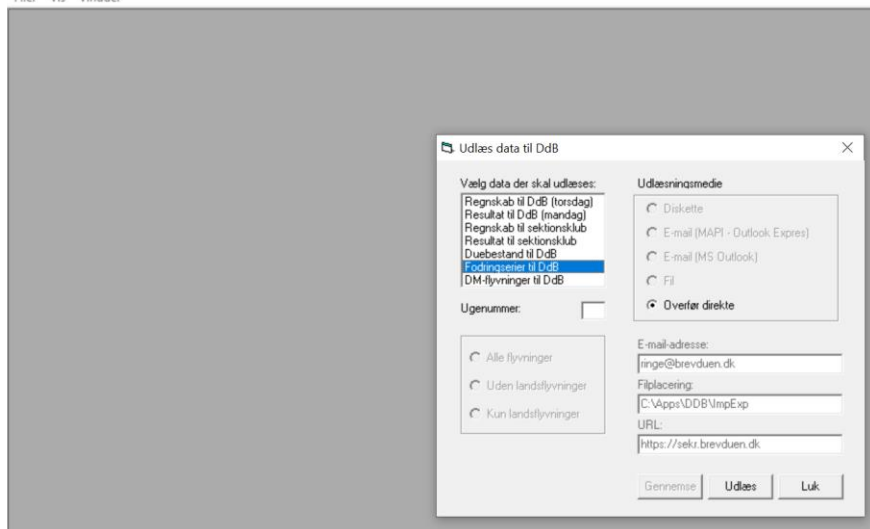 Udlæs data til DdB
Vælg data der skal udlæses:
Regnskab til DdB (torsdag)
Resultat til DdB (mandag)
Regnskab til sektionsklub
Resultat til sektionsklub
Duebestand til DdB
Fodringserier til DdB
DM-flyvninger til DdB
Ugenummer:
Alle flyvninger
Uden landsflyvninger
Kun landsflyvninger
Udlæsningsmedie
Diskette
E-mail (MAPI - Outlook Expres)
E-mail (MS Outlook)
Fil
Overfør direkte
E-mail-adresse:
ringe@brevduen.dk
Filplacering:
C:\Apps\DDB\ImpExp
URL:
https://sekr.brevduen.dk
Gennemse Udlæs Luk